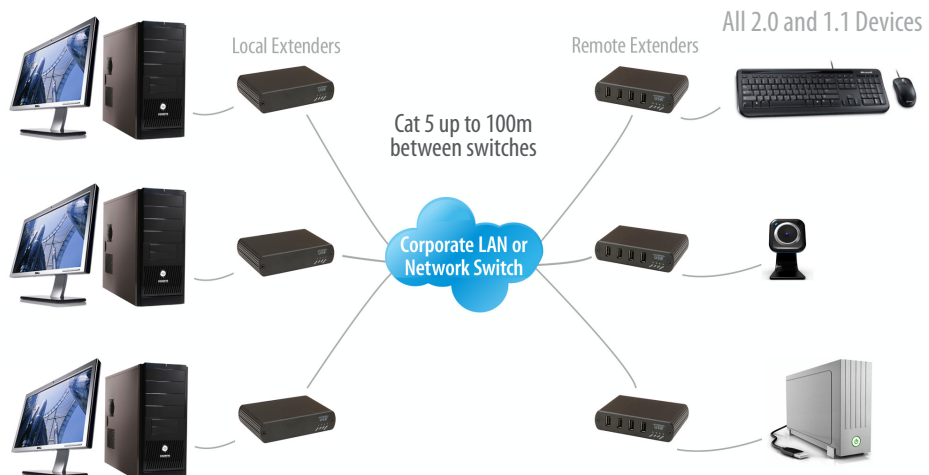 All 2.0 and 1.1 Devices
Local Extenders
Remote Extenders
Cat 5 up to 100m
between switches
Corporate LAN or
Network Switch